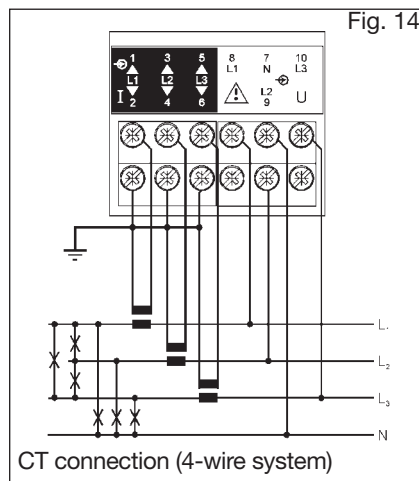 Fig. 14
1 3 5 8 7 10
L1 N L3
L1 L2 L3
I 2 4 6 L2 9 U
L1
L2
L3
N
CT connection (4-wire system)